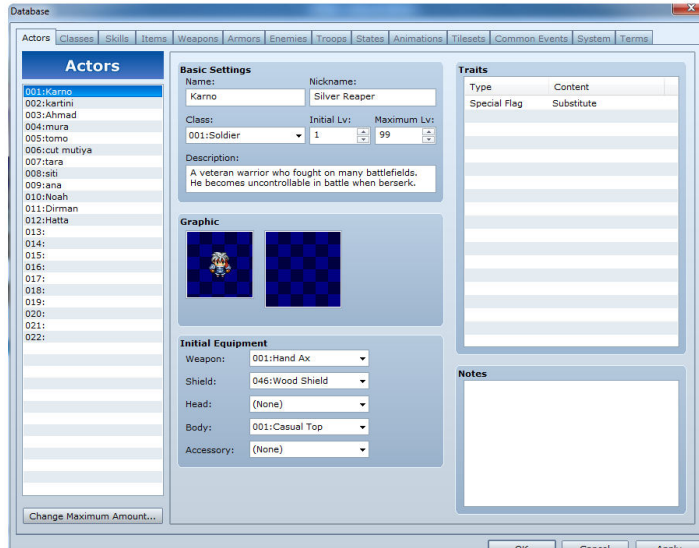 Database
Actors Classes Skills Items Weapons Armors Enemies Troops States Animations Tilesets Common Events System Terms
Actors
001:Karno
002:kartini
003:Ahmad
004:mura
005:tomo
006:cut mutiya
007:tara
008:siti
009:ana
010:Noah
011:Dirman
012:Hatta
013:
014:
015:
016:
017:
018:
019:
020:
021:
022:
Change Maximum Amount...
Basic Settings
Name: Nickname:
Karno Silver Reaper
Class: Initial Lv: Maximum Lv:
001:Soldier 1 99
Description:
A veteran warrior who fought on many battlefields.
He becomes uncontrollable in battle when berserk.
Graphic
Initial Equipment
Weapon: 001:Hand Ax
Shield: 046:Wood Shield
Head: (None)
Body: 001:Casual Top
Accessory: (None)
Traits
Type Content
Special Flag Substitute
Notes
OK Cancel Apply